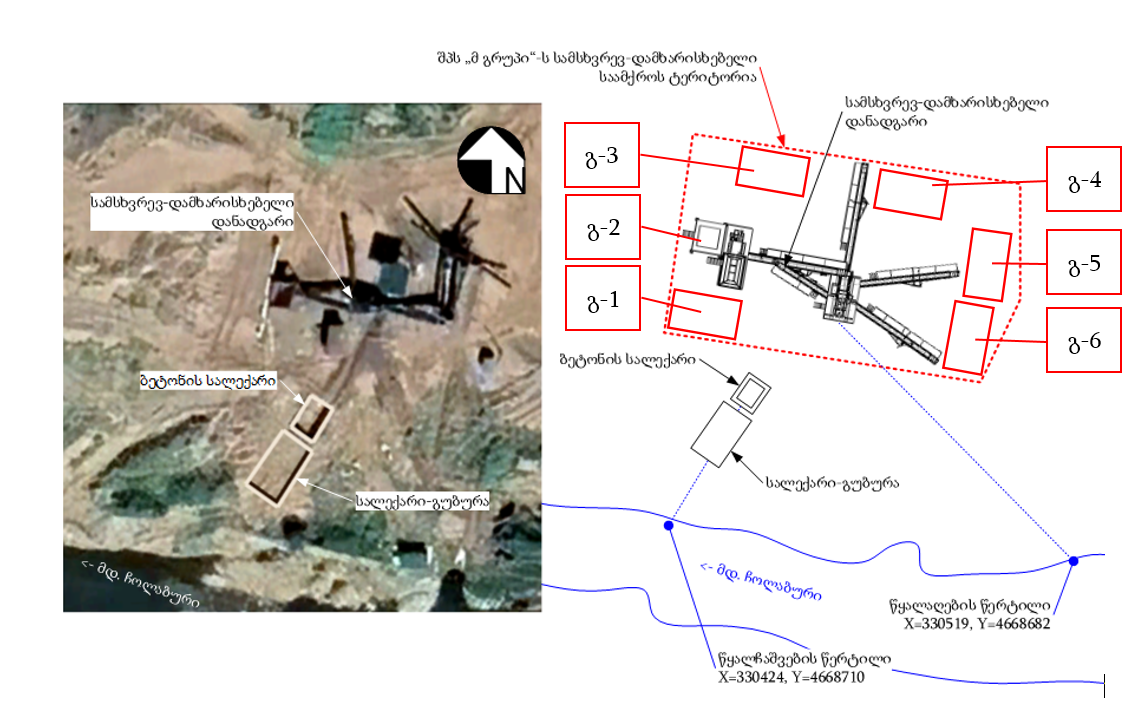 შპს „მ გრუპი“-ს სამსხვრევ-დამხარისხებელი
საამქროს ტერიტორია
სამსხვრევ-დამხარისხებელი
დანადგარი
გ-3
გ-2
გ-1
გ-4
გ-5
გ-6
N
სამსხვრევ-დამხარისხებელი
დანადგარი
ბეტონის სალექარი
სალექარი-გუბურა
<- მდ. ჩოლაბური
ბეტონის სალექარი
სალექარი-გუბურა
<- მდ. ჩოლაბური
წყალაღების წერტილი
X=330519, Y=4668682
წყალჩაშვების წერტილი
X=330424, Y=4668710